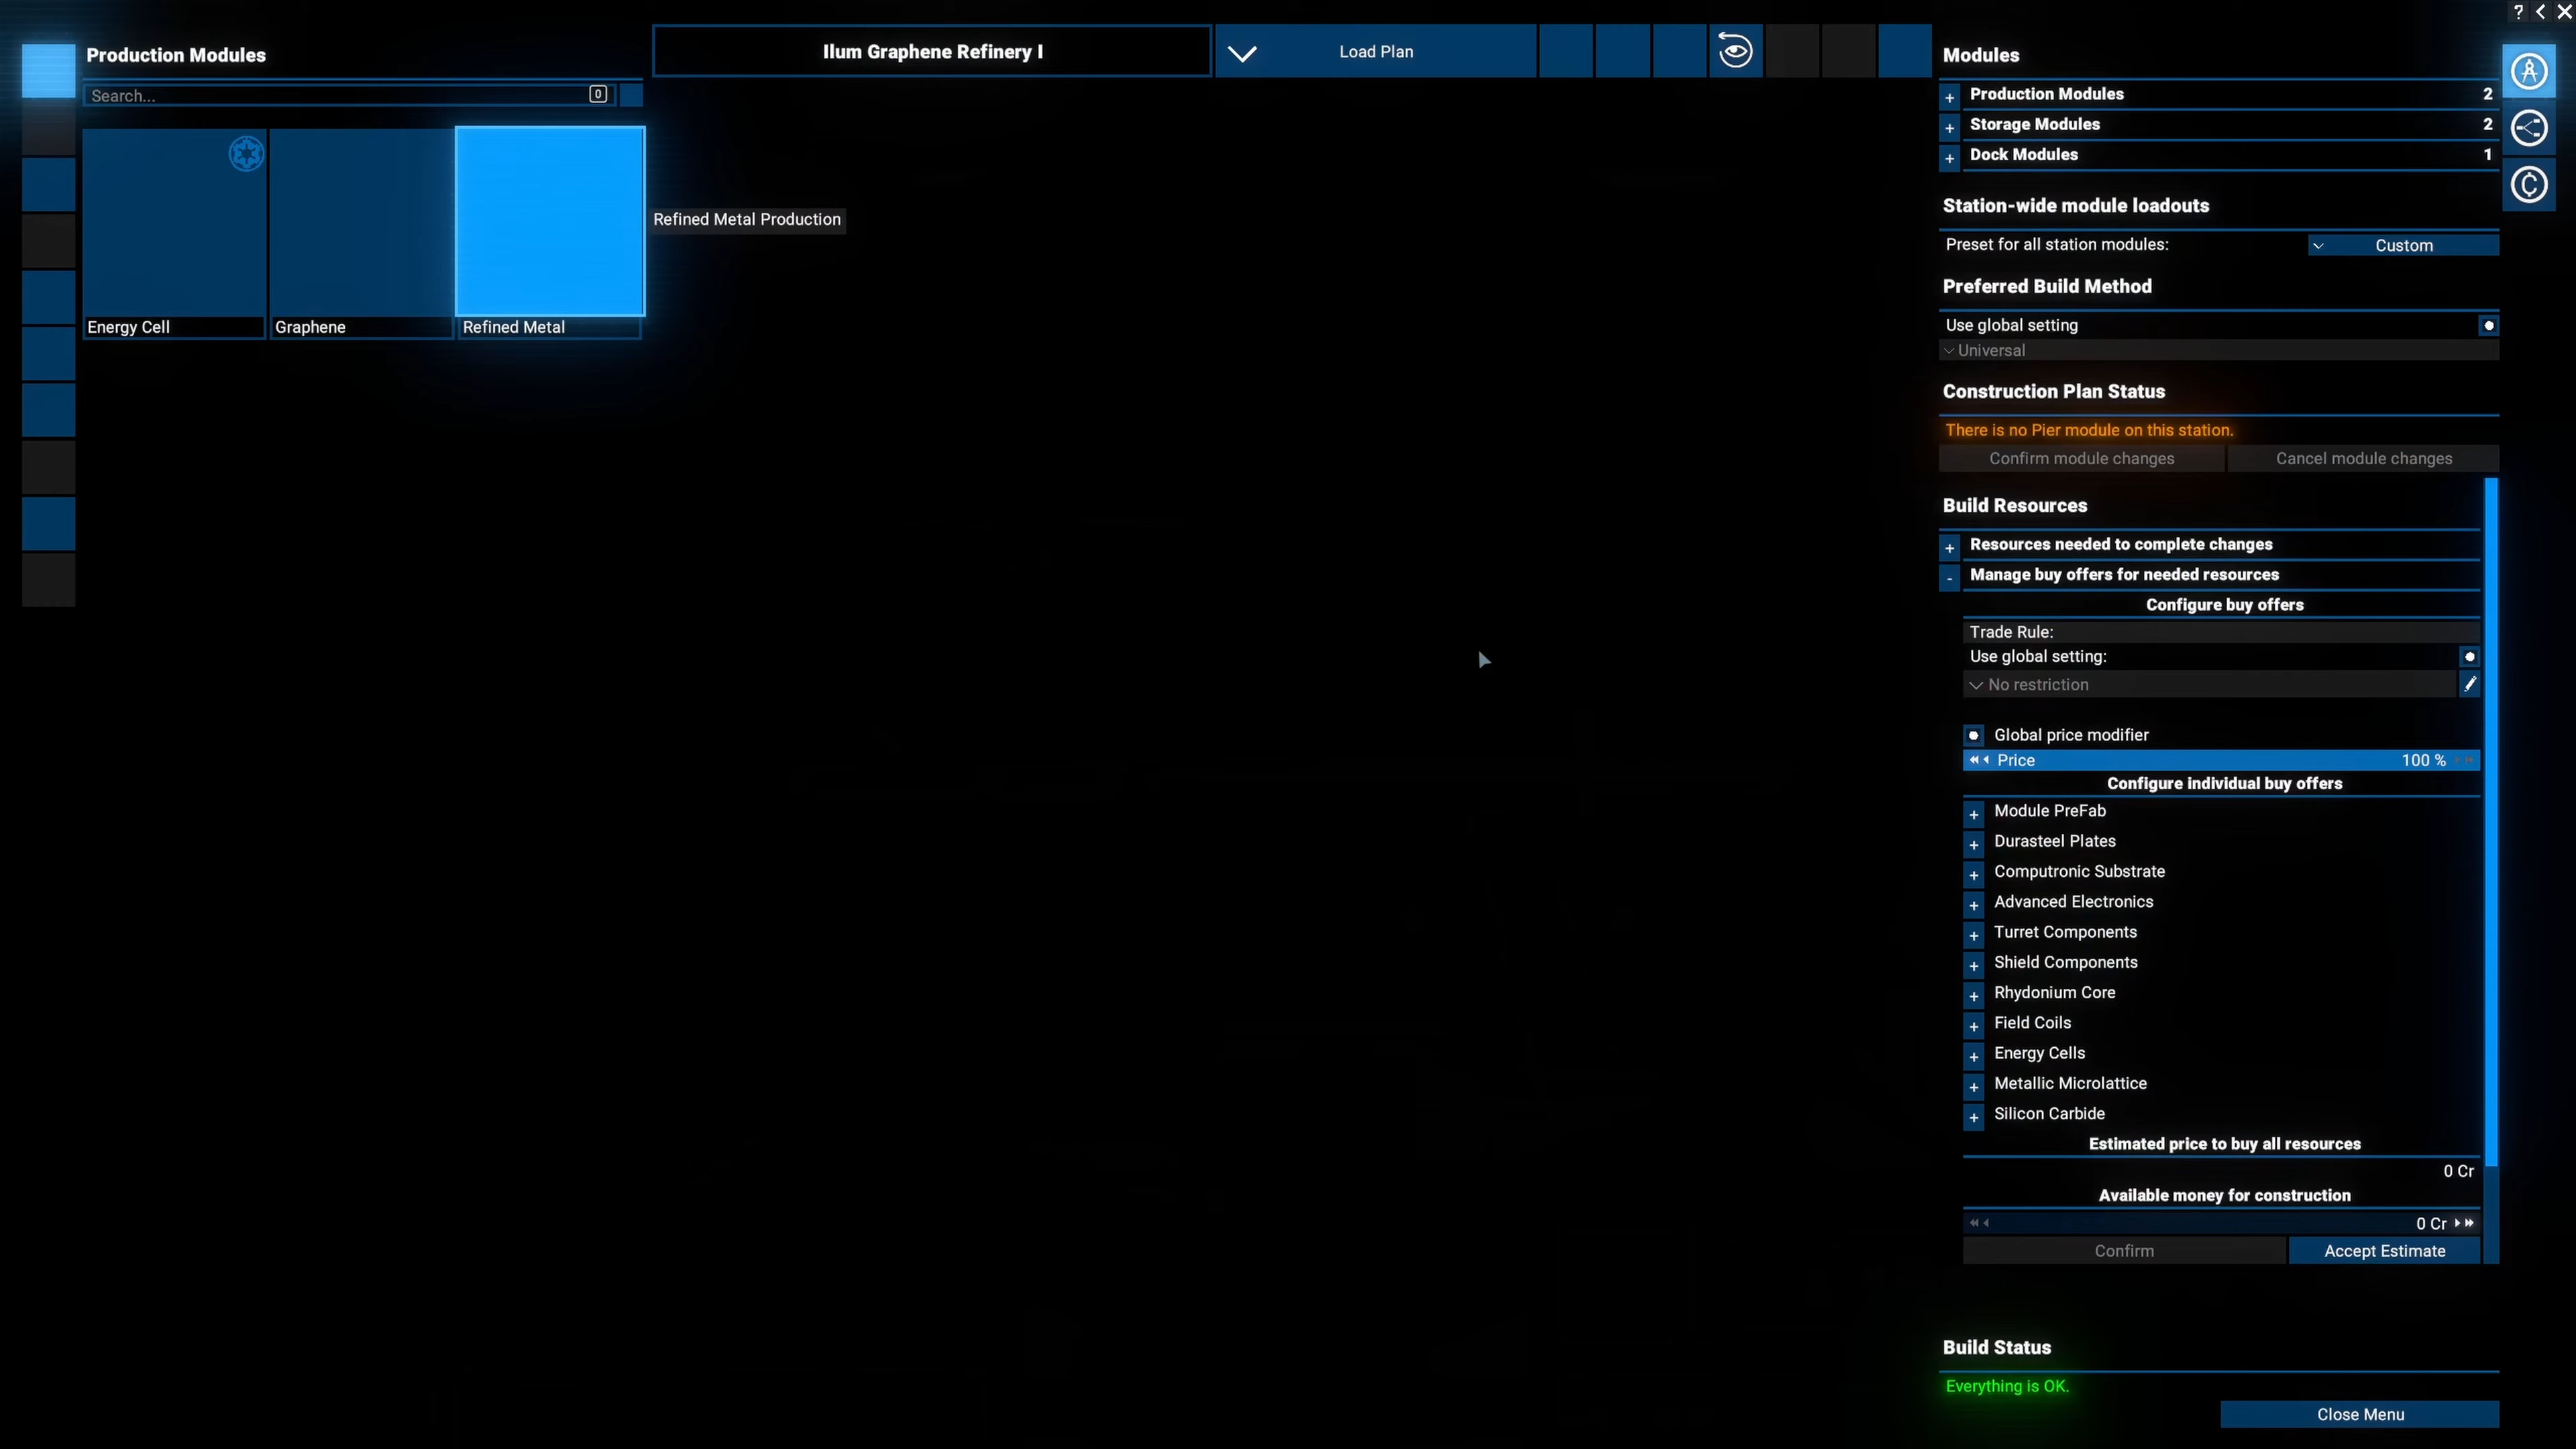 Production Modules
Search...
0
Energy Cell
Graphene
Refined Metal
Refined Metal Production
Ilum Graphene Refinery I
Load Plan
?
Modules
+ Production Modules 2
+ Storage Modules 2
+ Dock Modules 1
Station-wide module loadouts
Preset for all station modules: Custom
Preferred Build Method
Use global setting
Universal
Construction Plan Status
There is no Pier module on this station.
Confirm module changes Cancel module changes
Build Resources
+ Resources needed to complete changes
- Manage buy offers for needed resources
Configure buy offers
Trade Rule:
Use global setting:
No restriction
Global price modifier
Price 100 %
Configure individual buy offers
+ Module PreFab
+ Durasteel Plates
+ Computronic Substrate
+ Advanced Electronics
+ Turret Components
+ Shield Components
+ Rhydonium Core
+ Field Coils
+ Energy Cells
+ Metallic Microlattice
+ Silicon Carbide
Estimated price to buy all resources
0 Cr
Available money for construction
0 Cr
Confirm Accept Estimate
Build Status
Everything is OK.
Close Menu